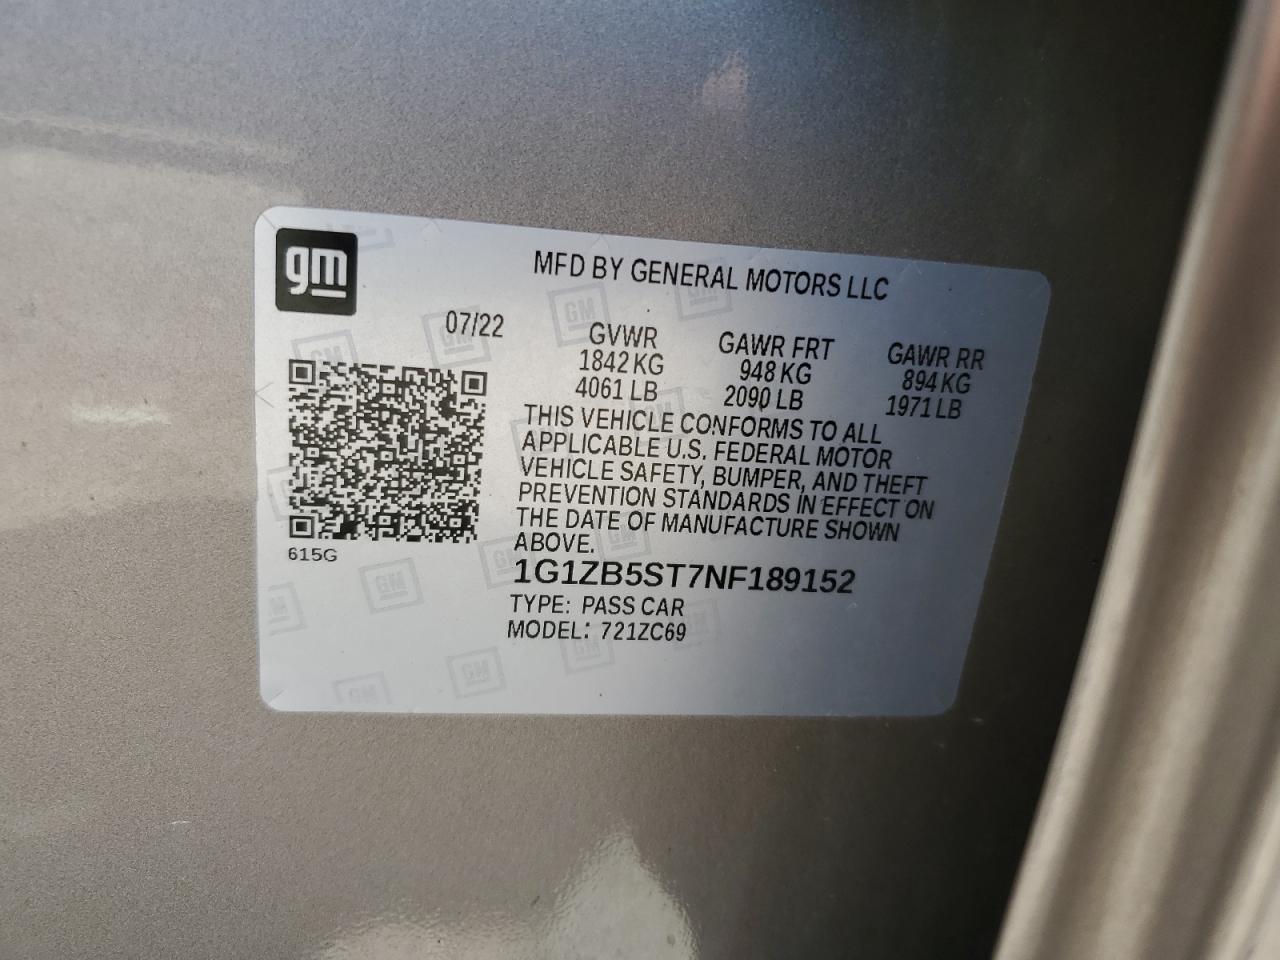 gm
MFD BY GENERAL MOTORS LLC
07/22
GVWR GAWR FRT GAWR RR
1842 KG 948 KG 894 KG
4061 LB 2090 LB 1971 LB
THIS VEHICLE CONFORMS TO ALL
APPLICABLE U.S. FEDERAL MOTOR
VEHICLE SAFETY, BUMPER, AND THEFT
PREVENTION STANDARDS IN EFFECT ON
THE DATE OF MANUFACTURE SHOWN
ABOVE.
615G
1G1ZB5ST7NF189152
TYPE: PASS CAR
MODEL: 721ZC69